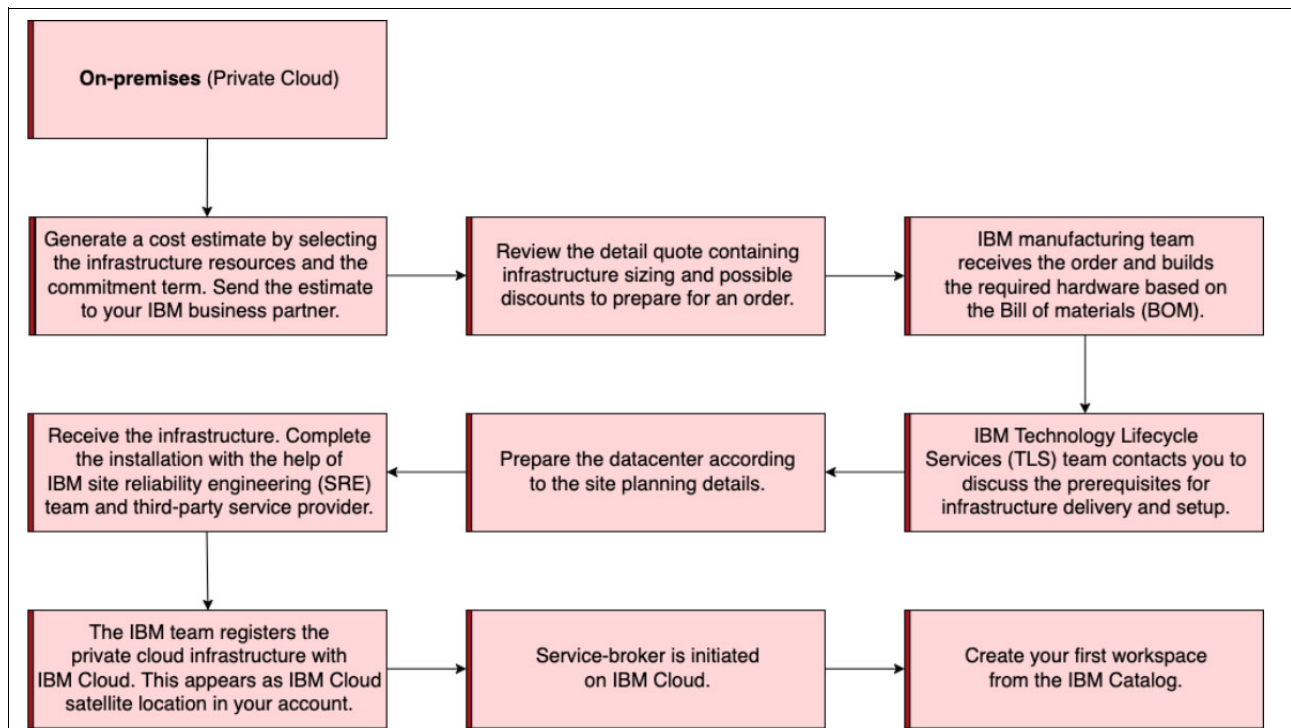 On-premises (Private Cloud)
Generate a cost estimate by selecting
the infrastructure resources and the
commitment term. Send the estimate
to your IBM business partner.
Review the detail quote containing
infrastructure sizing and possible
discounts to prepare for an order.
IBM manufacturing team
receives the order and builds
the required hardware based on
the Bill of materials (BOM).
IBM Technology Lifecycle
Services (TLS) team contacts you to
discuss the prerequisites for
infrastructure delivery and setup.
Prepare the datacenter according
to the site planning details.
Receive the infrastructure. Complete
the installation with the help of
IBM site reliability engineering (SRE)
team and third-party service provider.
The IBM team registers the
private cloud infrastructure with
IBM Cloud. This appears as IBM Cloud
satellite location in your account.
Service-broker is initiated
on IBM Cloud.
Create your first workspace
from the IBM Catalog.